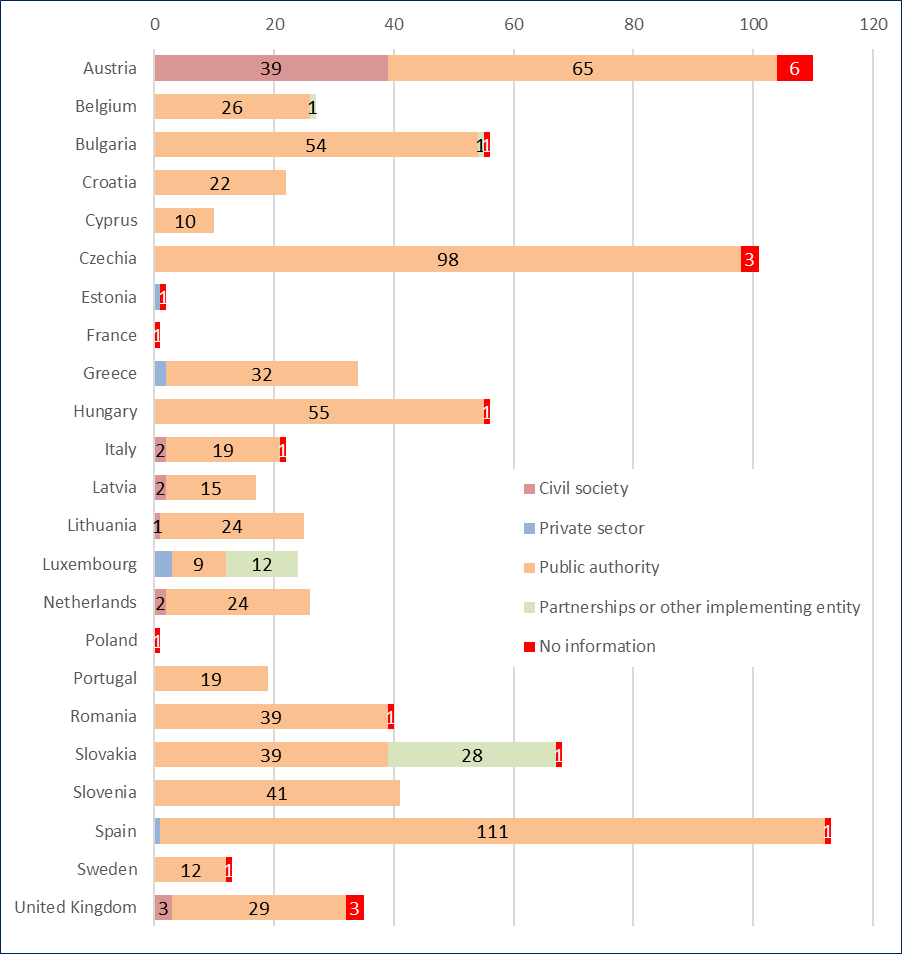 0 20 40 60 80 100 120
Austria 39 65 6
Belgium 26 1
Bulgaria 54 1 1
Croatia 22
Cyprus 10
Czechia 98 3
Estonia 1
France 1
Greece 32
Hungary 55 1
Italy 2 19 1
Latvia 2 15
Civil society
Lithuania 1 24
Private sector
Luxembourg 9 12
Public authority
Netherlands 2 24
Partnerships or other implementing entity
Poland 1
No information
Portugal 19
Romania 39 1
Slovakia 39 28 1
Slovenia 41
Spain 111 1
Sweden 12 1
United Kingdom 3 29 3